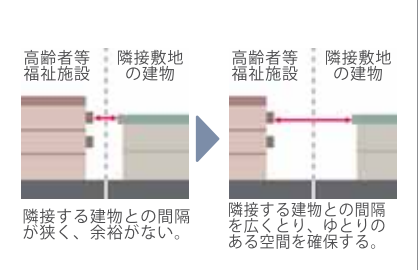 高齢者等
福祉施設
隣接敷地
の建物
隣接する建物との間隔
が狭く、余裕がない。
高齢者等
福祉施設
隣接敷地
の建物
隣接する建物との間隔
を広くとり、ゆとりの
ある空間を確保する。